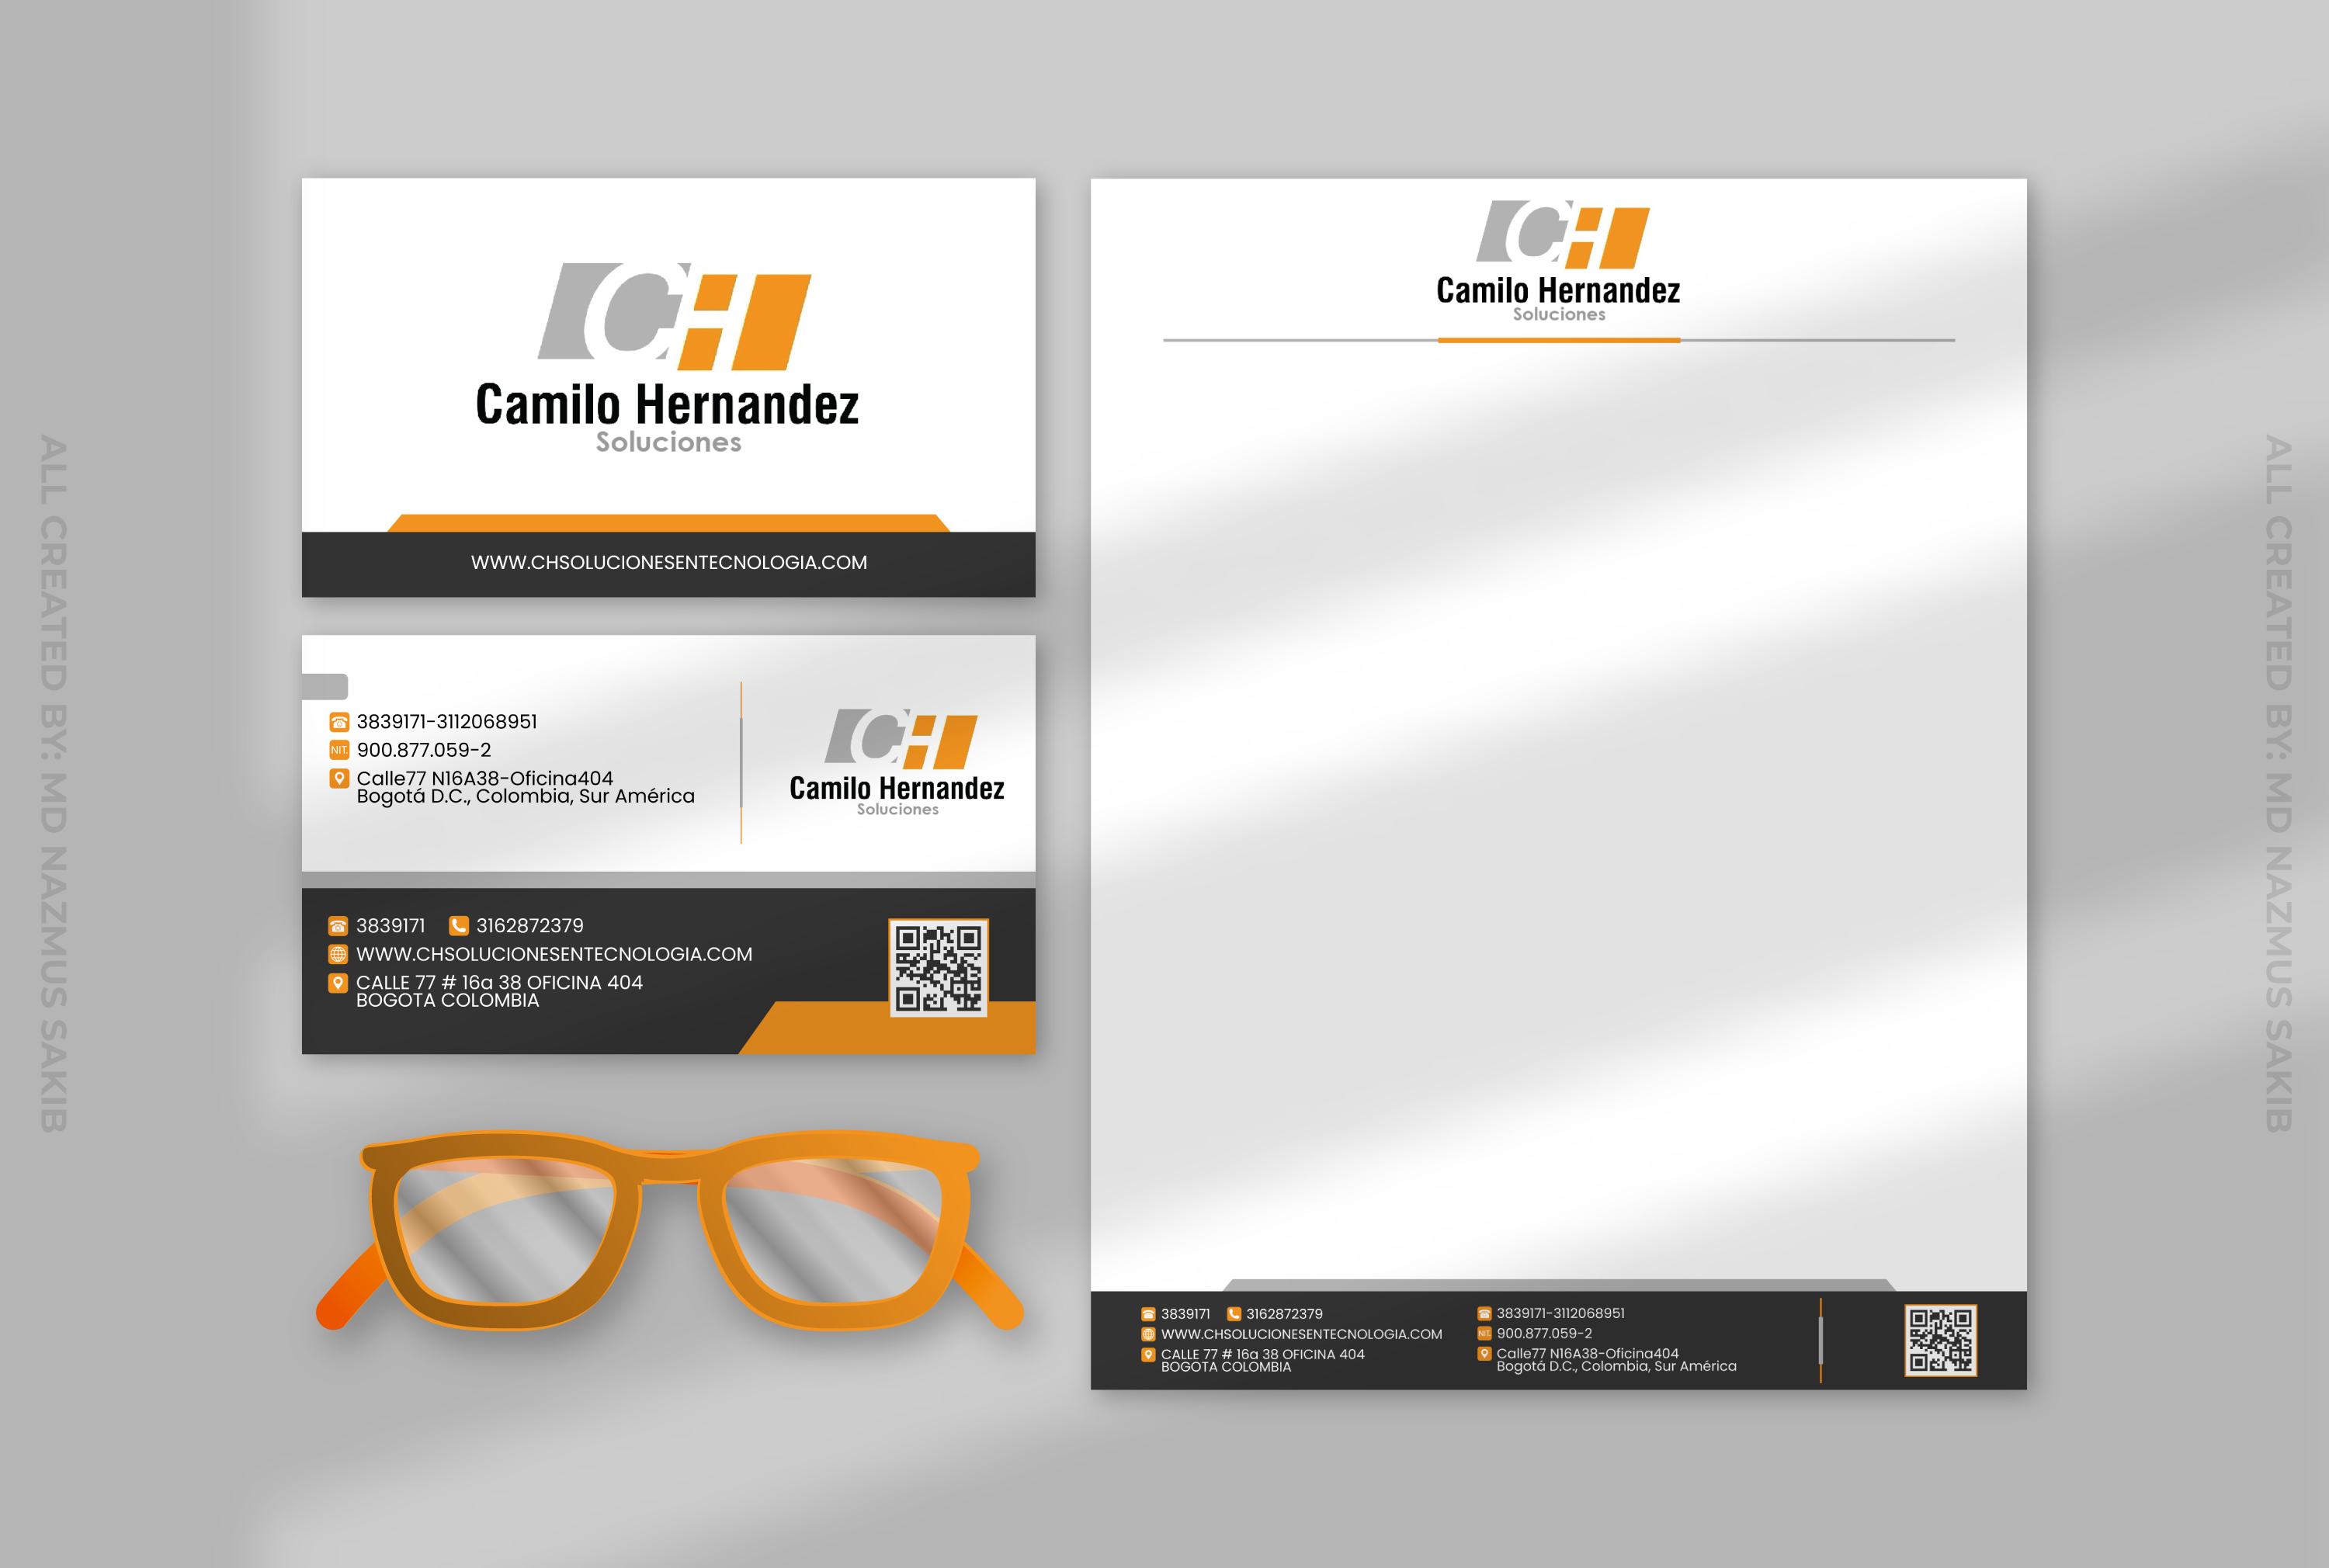 ALL CREATED BY: MD NAZMUS SAKIB
CH
Camilo Hernandez
Soluciones
WWW.CHSOLUCIONESENTECNOLOGIA.COM
3839171-3112068951
NIT. 900.877.059-2
Calle77 N16A38-Oficina404
Bogotá D.C., Colombia, Sur América
CH
Camilo Hernandez
Soluciones
3839171 3162872379
WWW.CHSOLUCIONESENTECNOLOGIA.COM
CALLE 77 # 16a 38 OFICINA 404
BOGOTA COLOMBIA
CH
Camilo Hernandez
Soluciones
3839171 3162872379
WWW.CHSOLUCIONESENTECNOLOGIA.COM
CALLE 77 # 16a 38 OFICINA 404
BOGOTA COLOMBIA
3839171-3112068951
NIT. 900.877.059-2
Calle77 N16A38-Oficina404
Bogotá D.C., Colombia, Sur América
ALL CREATED BY: MD NAZMUS SAKIB